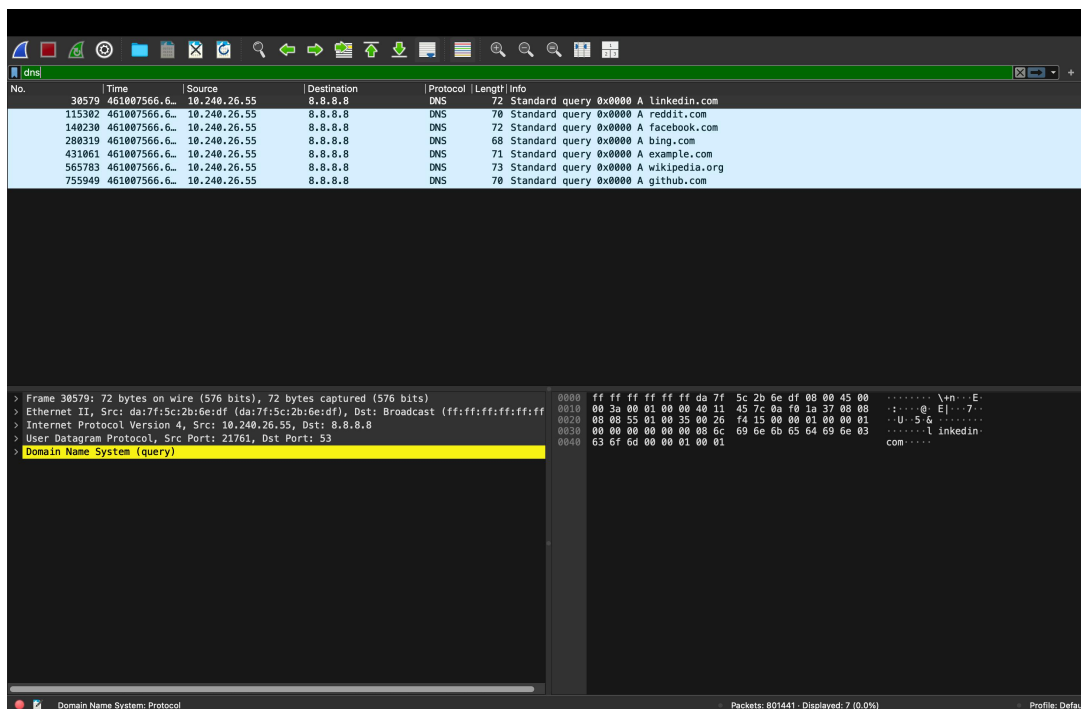 dns
No. Time Source Destination Protocol Length Info
30579 461007566.6… 10.240.26.55 8.8.8.8 DNS 72 Standard query 0x0000 A linkedin.com
115302 461007566.6… 10.240.26.55 8.8.8.8 DNS 70 Standard query 0x0000 A reddit.com
140230 461007566.6… 10.240.26.55 8.8.8.8 DNS 72 Standard query 0x0000 A facebook.com
280319 461007566.6… 10.240.26.55 8.8.8.8 DNS 68 Standard query 0x0000 A bing.com
431061 461007566.6… 10.240.26.55 8.8.8.8 DNS 71 Standard query 0x0000 A example.com
565783 461007566.6… 10.240.26.55 8.8.8.8 DNS 73 Standard query 0x0000 A wikipedia.org
755949 461007566.6… 10.240.26.55 8.8.8.8 DNS 70 Standard query 0x0000 A github.com
> Frame 30579: 72 bytes on wire (576 bits), 72 bytes captured (576 bits)
> Ethernet II, Src: da:7f:5c:2b:6e:df (da:7f:5c:2b:6e:df), Dst: Broadcast (ff:ff:ff:ff:ff:ff
> Internet Protocol Version 4, Src: 10.240.26.55, Dst: 8.8.8.8
> User Datagram Protocol, Src Port: 21761, Dst Port: 53
> Domain Name System (query)
0000 ff ff ff ff ff ff da 7f 5c 2b 6e df 08 00 45 00 ········ \+n···E·
0010 00 3a 00 01 00 00 40 11 45 7c 0a f0 1a 37 08 08 ·:····@· E|···7··
0020 08 08 55 01 00 35 00 26 f4 15 00 00 01 00 00 01 ··U··5·& ········
0030 00 00 00 00 00 00 08 6c 69 6e 6b 65 64 69 6e 03 ·······l inkedin·
0040 63 6f 6d 00 00 01 00 01 com·····
Domain Name System: Protocol
Packets: 801441 · Displayed: 7 (0.0%)
Profile: Defau